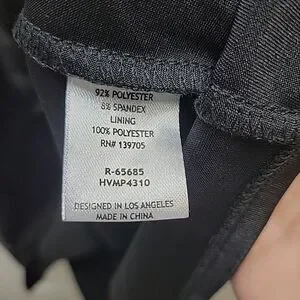 92% POLYESTER
8% SPANDEX
LINING
100% POLYESTER
RN# 139705
R-65685
HVMP4310
DESIGNED IN LOS ANGELES
MADE IN CHINA